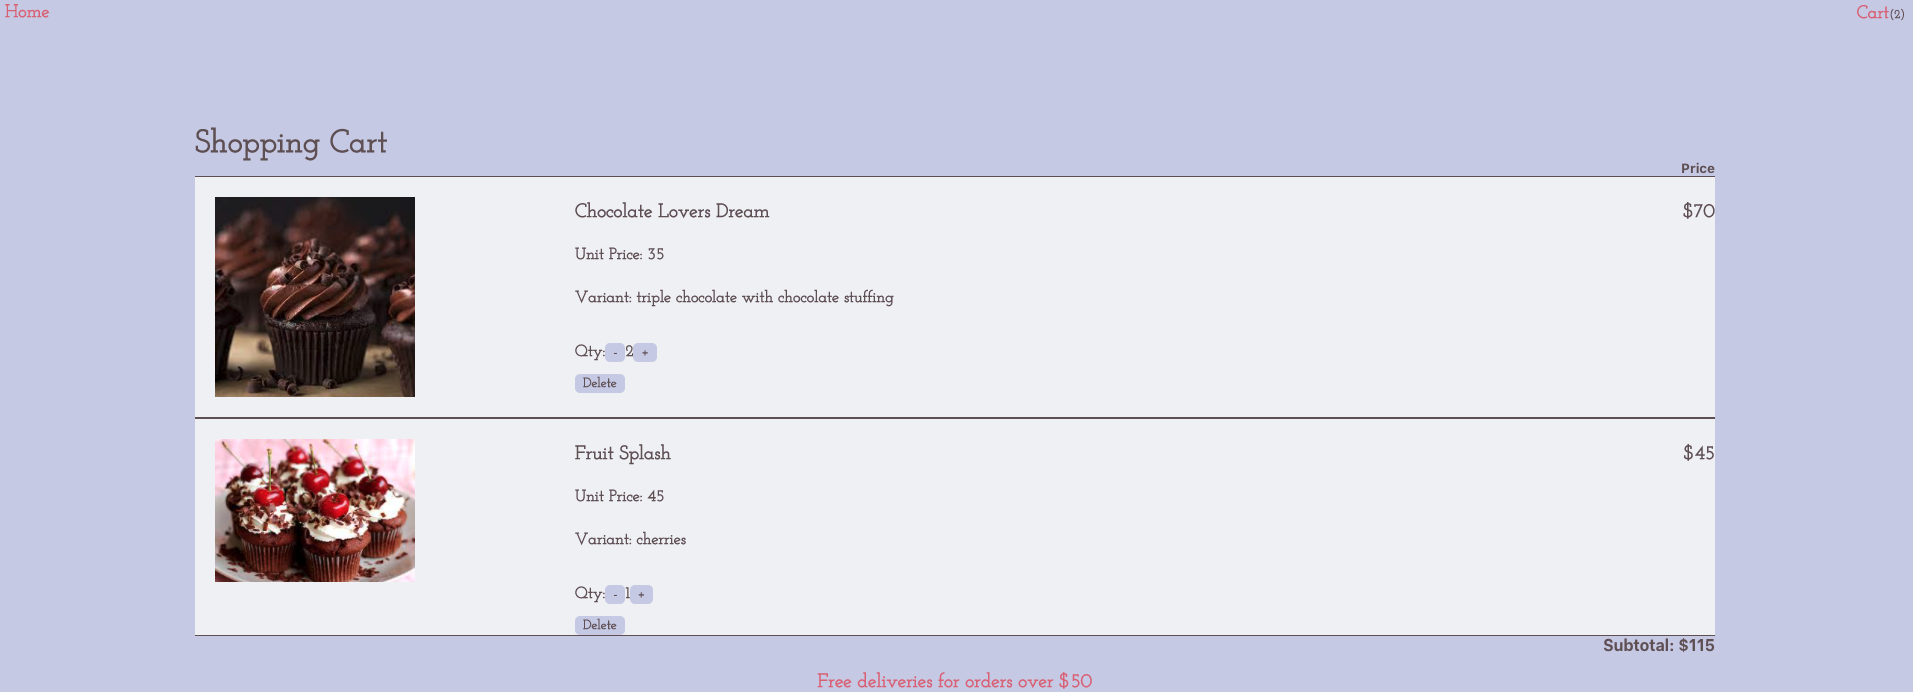 Home
Cart(2)
Shopping Cart
Price
Chocolate Lovers Dream
$70
Unit Price: 35
Variant: triple chocolate with chocolate stuffing
Qty: - 2 +
Delete
Fruit Splash
$45
Unit Price: 45
Variant: cherries
Qty: - 1 +
Delete
Subtotal: $115
Free deliveries for orders over $50